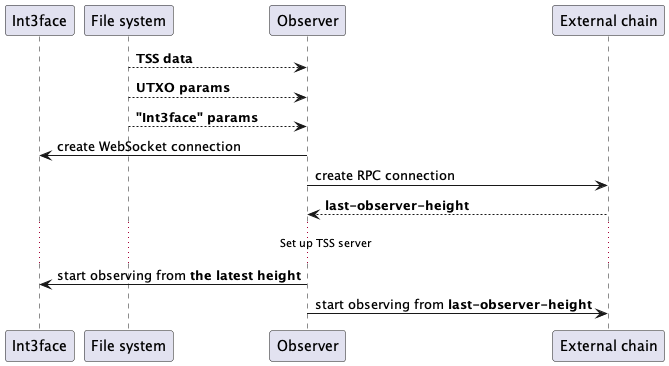 Int3face File system Observer External chain
TSS data
UTXO params
"Int3face" params
create WebSocket connection
create RPC connection
last-observer-height
Set up TSS server
start observing from the latest height
start observing from last-observer-height
Int3face File system Observer External chain